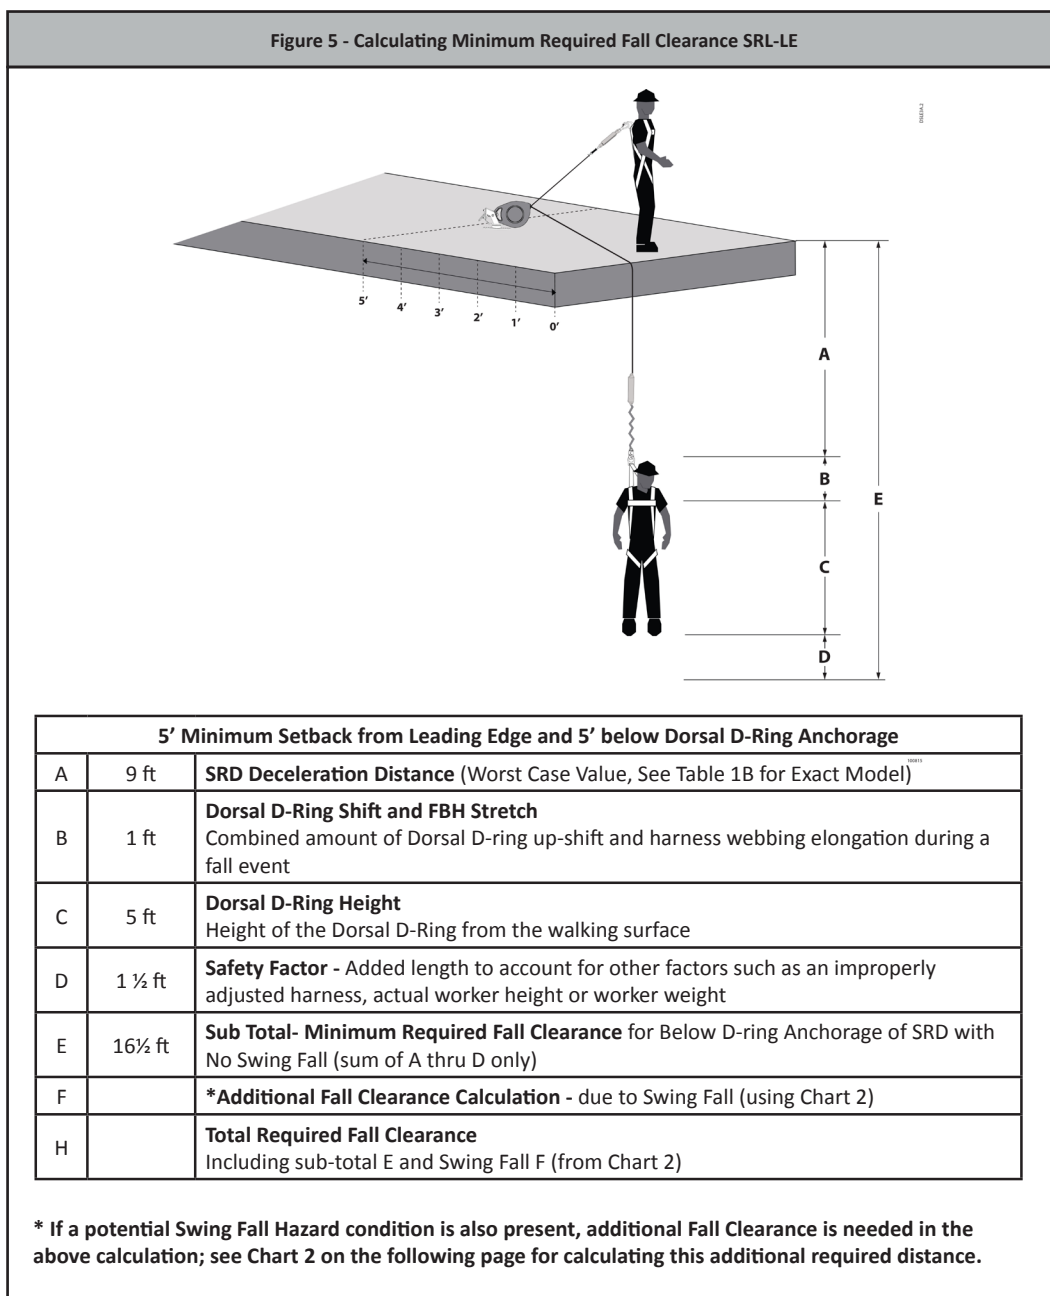 Figure 5 - Calculating Minimum Required Fall Clearance SRL-LE
5’
4’
3’
2’
1’
0’
A
B
C
D
E
5’ Minimum Setback from Leading Edge and 5’ below Dorsal D-Ring Anchorage
A 9 ft SRD Deceleration Distance (Worst Case Value, See Table 1B for Exact Model)
B 1 ft Dorsal D-Ring Shift and FBH Stretch
Combined amount of Dorsal D-ring up-shift and harness webbing elongation during a
fall event
C 5 ft Dorsal D-Ring Height
Height of the Dorsal D-Ring from the walking surface
D 1 ½ ft Safety Factor - Added length to account for other factors such as an improperly
adjusted harness, actual worker height or worker weight
E 16½ ft Sub Total- Minimum Required Fall Clearance for Below D-ring Anchorage of SRD with
No Swing Fall (sum of A thru D only)
F *Additional Fall Clearance Calculation - due to Swing Fall (using Chart 2)
H Total Required Fall Clearance
Including sub-total E and Swing Fall F (from Chart 2)
* If a potential Swing Fall Hazard condition is also present, additional Fall Clearance is needed in the
above calculation; see Chart 2 on the following page for calculating this additional required distance.